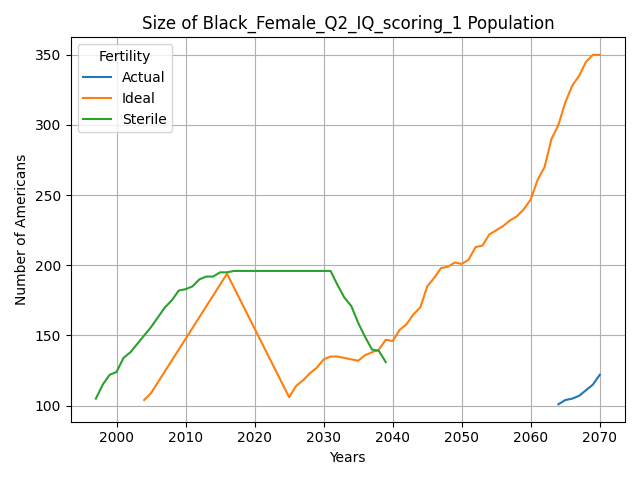 Size of Black_Female_Q2_IQ_scoring_1 Population
Number of Americans
350
300
250
200
150
100
Fertility
Actual
Ideal
Sterile
2000 2010 2020 2030 2040 2050 2060 2070
Years